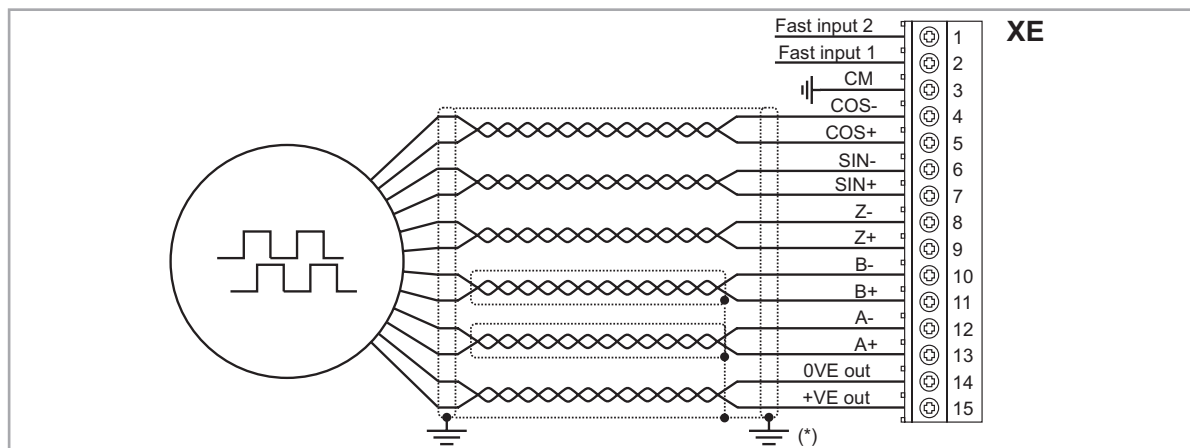 Fast input 2 1 XE
Fast input 1 2
CM 3
COS- 4
COS+ 5
SIN- 6
SIN+ 7
Z- 8
Z+ 9
B- 10
B+ 11
A- 12
A+ 13
0VE out 14
+VE out 15
(*)